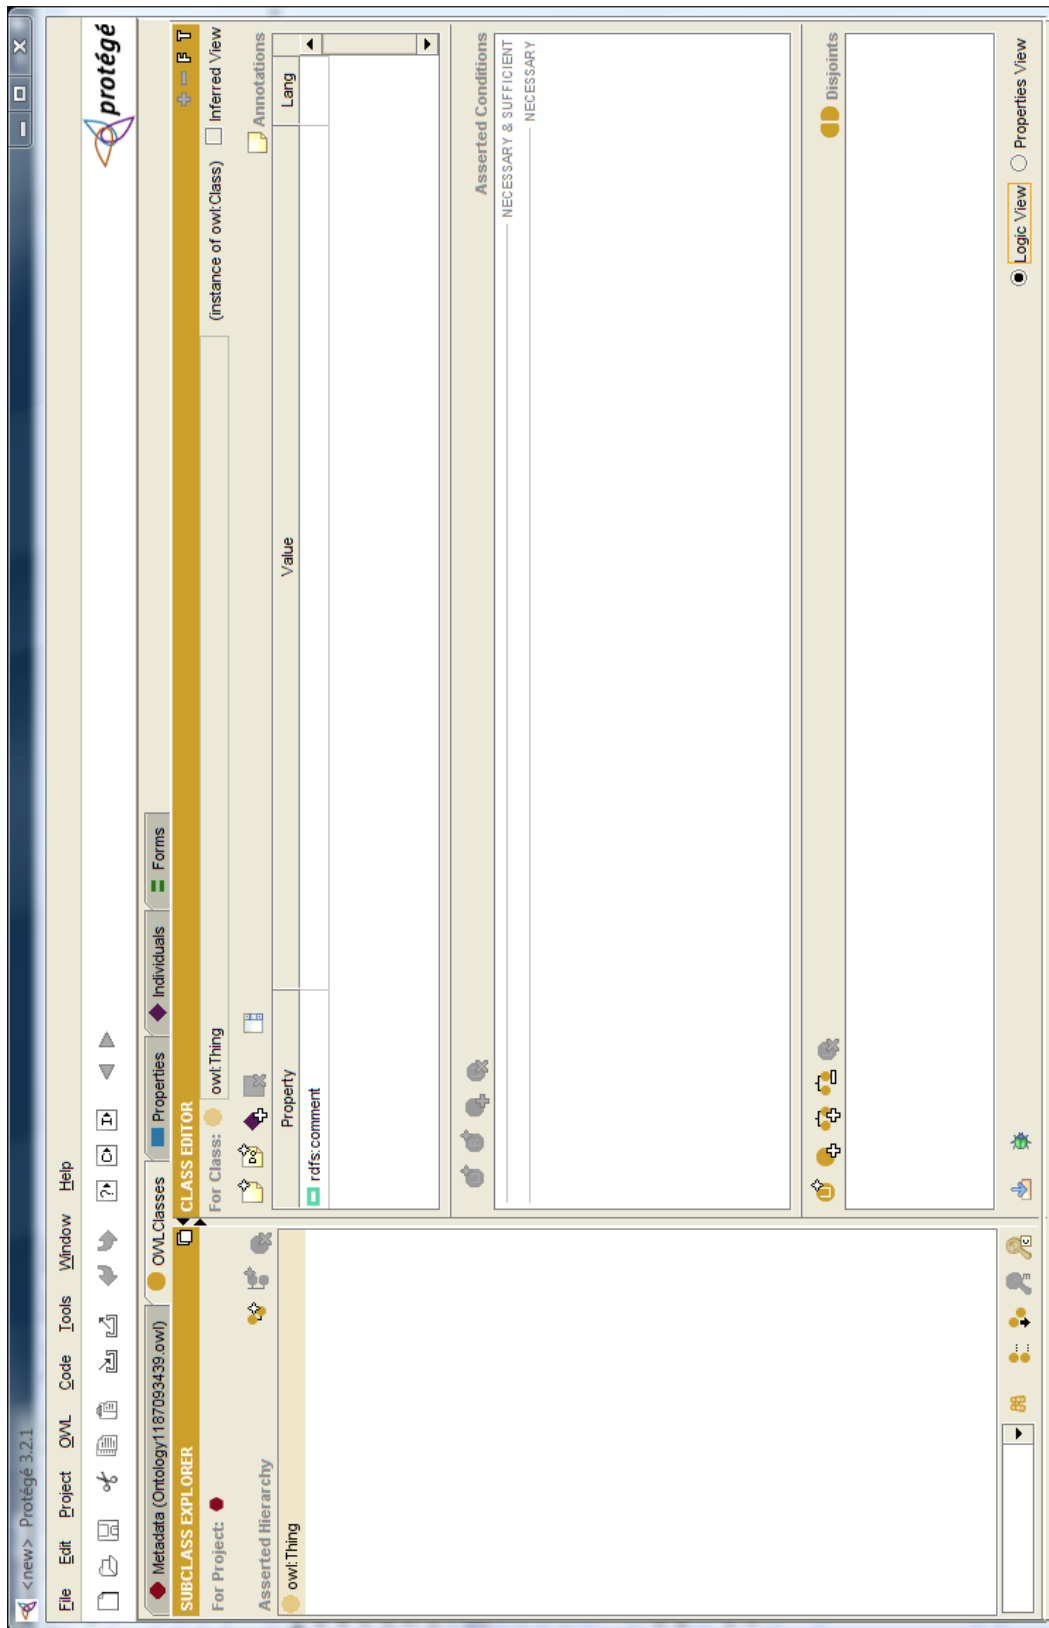 <new> Protégé 3.2.1
File Edit Project OWL Code Tools Window Help
protégé
Metadata (Ontology1187093439.owl) OWLClasses Properties Individuals Forms
SUBCLASS EXPLORER
For Project:
Asserted Hierarchy
owl:Thing
CLASS EDITOR
+ − F T
For Class: owl:Thing (instance of owl:Class) Inferred View
Annotations
Property Value Lang
rdfs:comment
Asserted Conditions
NECESSARY & SUFFICIENT
NECESSARY
Disjoints
Logic View Properties View